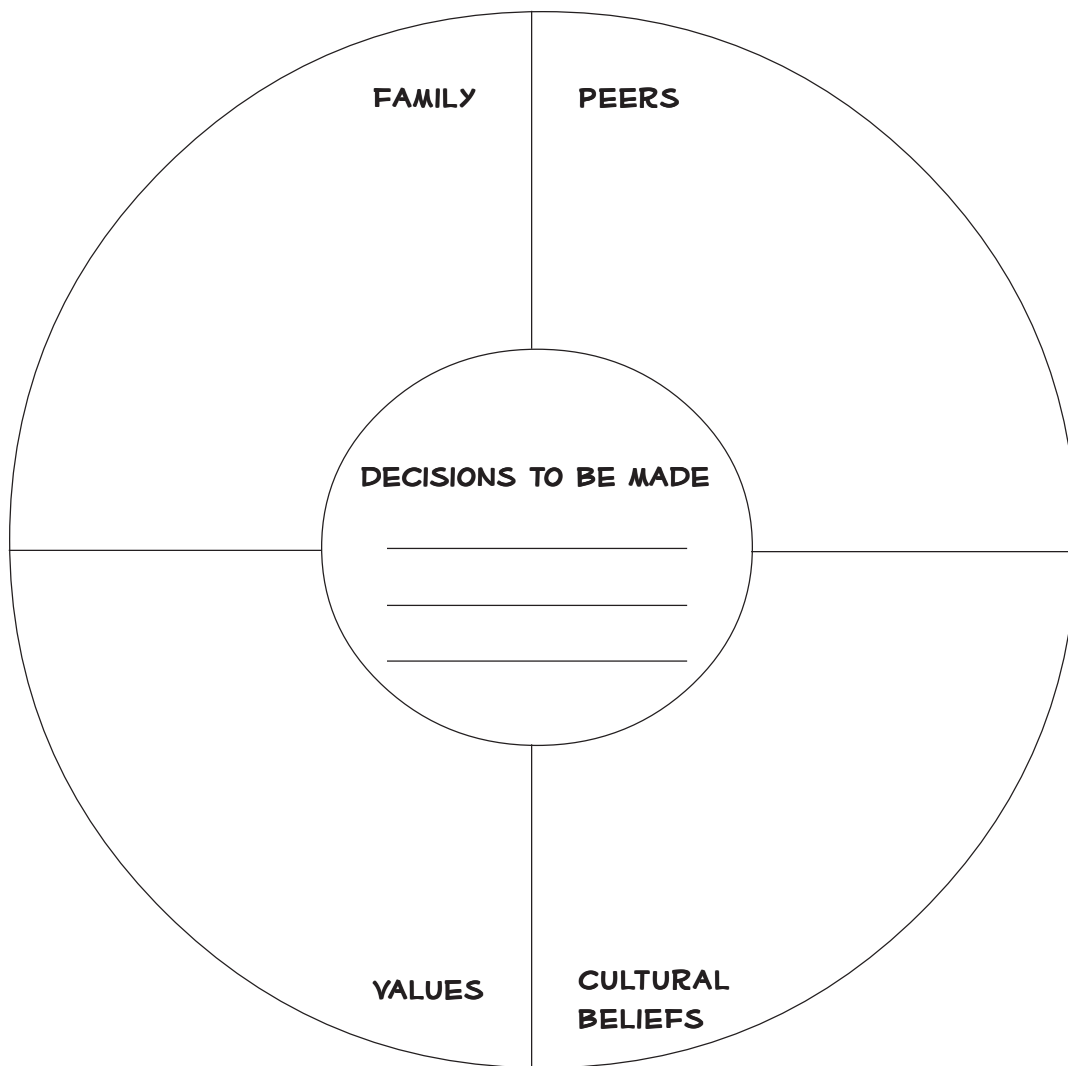 FAMILY
PEERS
DECISIONS TO BE MADE
VALUES
CULTURAL
BELIEFS